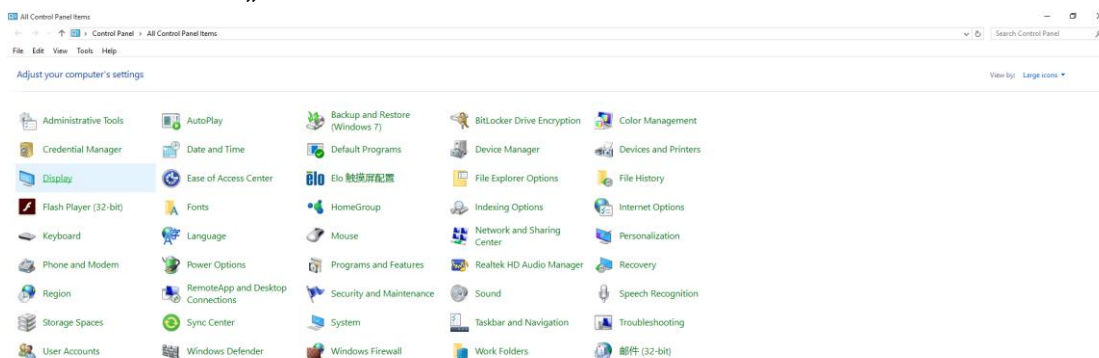 ”
All Control Panel Items
Control Panel › All Control Panel Items
Search Control Panel
File Edit View Tools Help
Adjust your computer's settings
View by: Large icons
Administrative Tools
AutoPlay
Backup and Restore
(Windows 7)
BitLocker Drive Encryption
Color Management
Credential Manager
Date and Time
Default Programs
Device Manager
Devices and Printers
Display
Ease of Access Center
elo Elo 触摸屏配置
File Explorer Options
File History
Flash Player (32-bit)
Fonts
HomeGroup
Indexing Options
Internet Options
Keyboard
Language
Mouse
Network and Sharing
Center
Personalization
Phone and Modem
Power Options
Programs and Features
Realtek HD Audio Manager
Recovery
Region
RemoteApp and Desktop
Connections
Security and Maintenance
Sound
Speech Recognition
Storage Spaces
Sync Center
System
Taskbar and Navigation
Troubleshooting
User Accounts
Windows Defender
Windows Firewall
Work Folders
邮件 (32-bit)